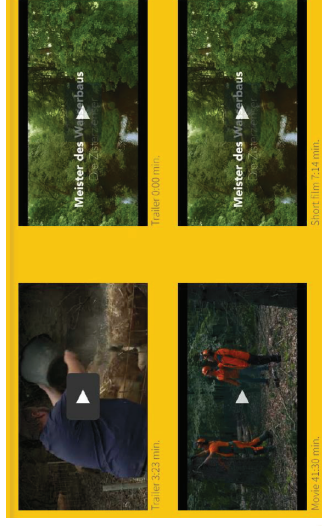 Meister des Wasserbaus
Trailer 3:23 min.
Trailer 0:00 min.
Meister des Wasserbaus
Movie 41:30 min.
Short film 7:14 min.